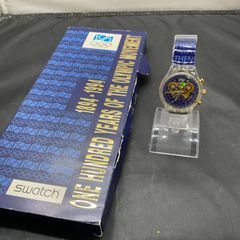 1894-1994
ONE HUNDRED YEARS OF THE OLYMPIC MOVEMENT
swatch